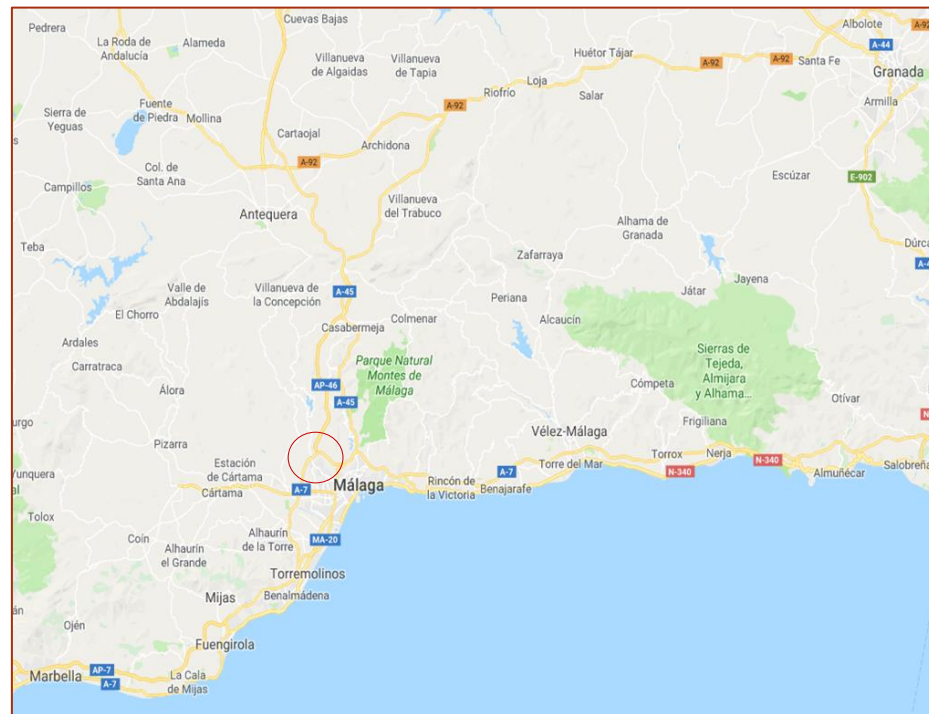 Cuevas Bajas
Pedrera
La Roda de
Andalucía
Alameda
Villanueva
de Algaidas
Villanueva
de Tapia
Huétor Tájar
Albolote
A-92
A-44
A-92
A-92
Santa Fe
Granada
Loja
Riofrío
Salar
Armilla
Sierra de
Yeguas
Fuente
de Piedra
Mollina
A-92
Cartaojal
Archidona
A-92
Col. de
Santa Ana
Campillos
Escúzar
E-902
Antequera
Villanueva
del Trabuco
Alhama de
Granada
Teba
Zafarraya
Dúrca
A-4
Valle de
Abdalajís
Villanueva de
la Concepción
A-45
Periana
Játar
Jayena
El Chorro
Casabermeja
Colmenar
Alcaucín
Ardales
Carratraca
Parque Natural
Montes de
Málaga
Sierras de
Tejeda,
Almijara
y Alhama...
Álora
AP-46
A-45
Cómpeta
Otívar
urgo
Frigiliana
N
Pizarra
Vélez-Málaga
Yunquera
Estación
de Cártama
A-7
Torre del Mar
Torrox
Nerja
N-340
N-340
Almuñécar
Salobreña
Cártama
A-7
Málaga
Rincón de
la Victoria
Benajarafe
Tolox
Coín
Alhaurín
el Grande
Alhaurín
de la Torre
MA-20
Torremolinos
Benalmádena
Mijas
án
Ojén
Fuengirola
AP-7
A-7
Marbella
La Cala
de Mijas